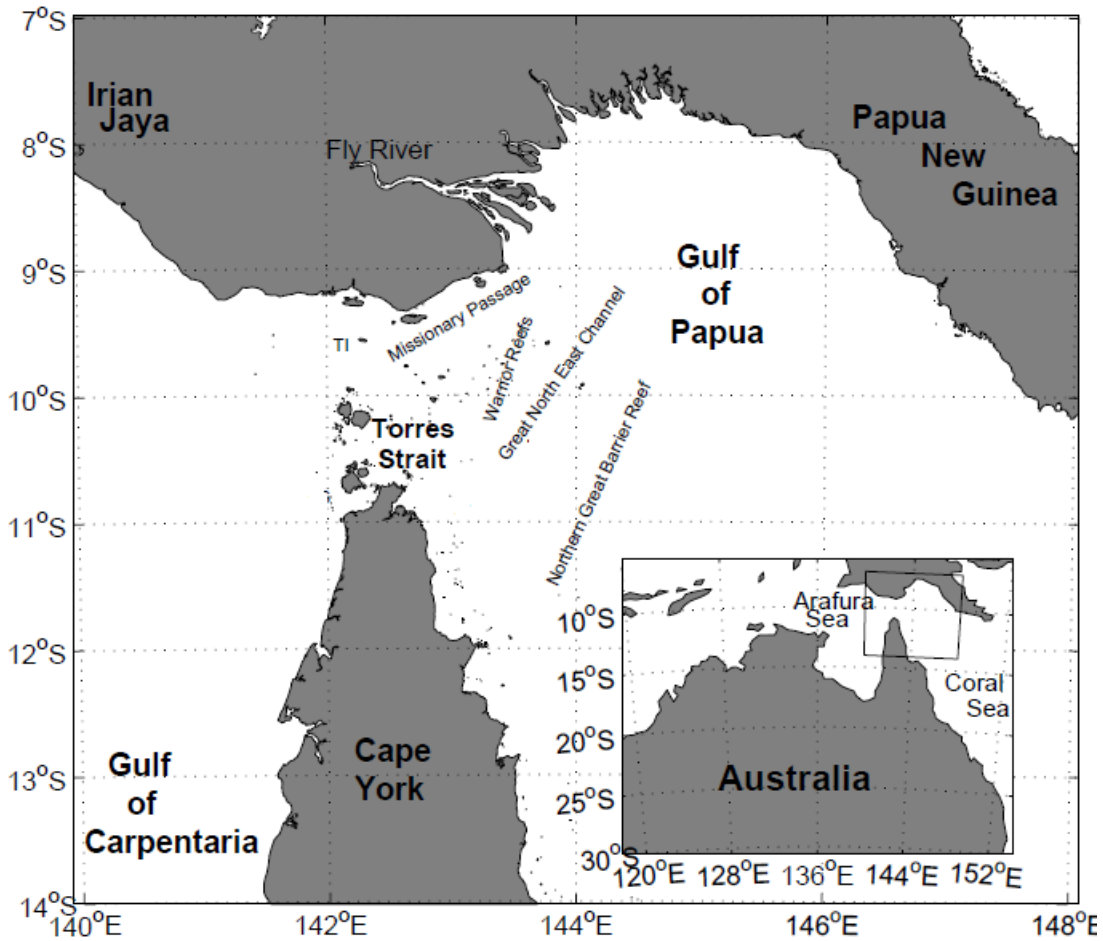 7°S
8°S
9°S
10°S
11°S
12°S
13°S
14°S
140°E
142°E
144°E
146°E
148°E
Irian
Jaya
Fly River
Papua
New
Guinea
Gulf
of
Papua
Missionary Passage
Warrior Reefs
Great North East Channel
Northern Great Barrier Reef
TI
Torres
Strait
Cape
York
Gulf
of
Carpentaria
Arafura
Sea
Coral
Sea
Australia
10°S
15°S
20°S
25°S
30°S
120°E
128°E
136°E
144°E
152°E